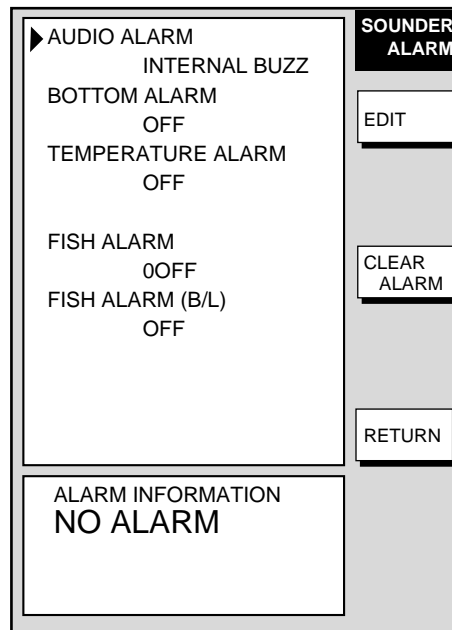 AUDIO ALARM
INTERNAL BUZZ
BOTTOM ALARM
OFF
TEMPERATURE ALARM
OFF
FISH ALARM
0OFF
FISH ALARM (B/L)
OFF
ALARM INFORMATION
NO ALARM
SOUNDER
ALARM
EDIT
CLEAR
ALARM
RETURN